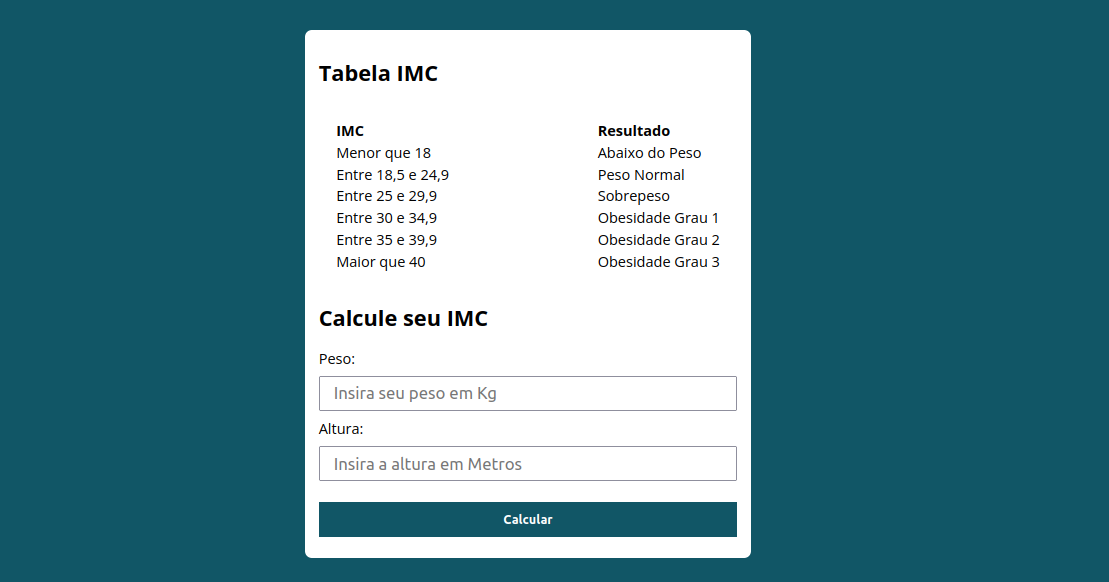 Tabela IMC
IMC Resultado
Menor que 18 Abaixo do Peso
Entre 18,5 e 24,9 Peso Normal
Entre 25 e 29,9 Sobrepeso
Entre 30 e 34,9 Obesidade Grau 1
Entre 35 e 39,9 Obesidade Grau 2
Maior que 40 Obesidade Grau 3
Calcule seu IMC
Peso:
Insira seu peso em Kg
Altura:
Insira a altura em Metros
Calcular